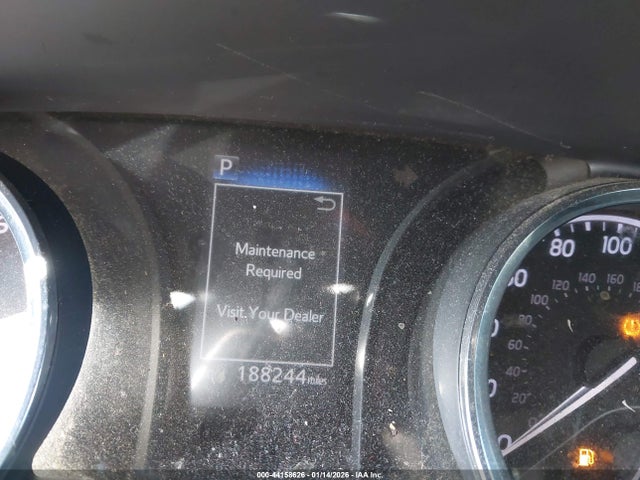 P
Maintenance
Required
Visit Your Dealer
188244 miles
80 100
120 140 160
100
80
60
40
20
0
000-44158626 - 01/14/2026 - IAA Inc.